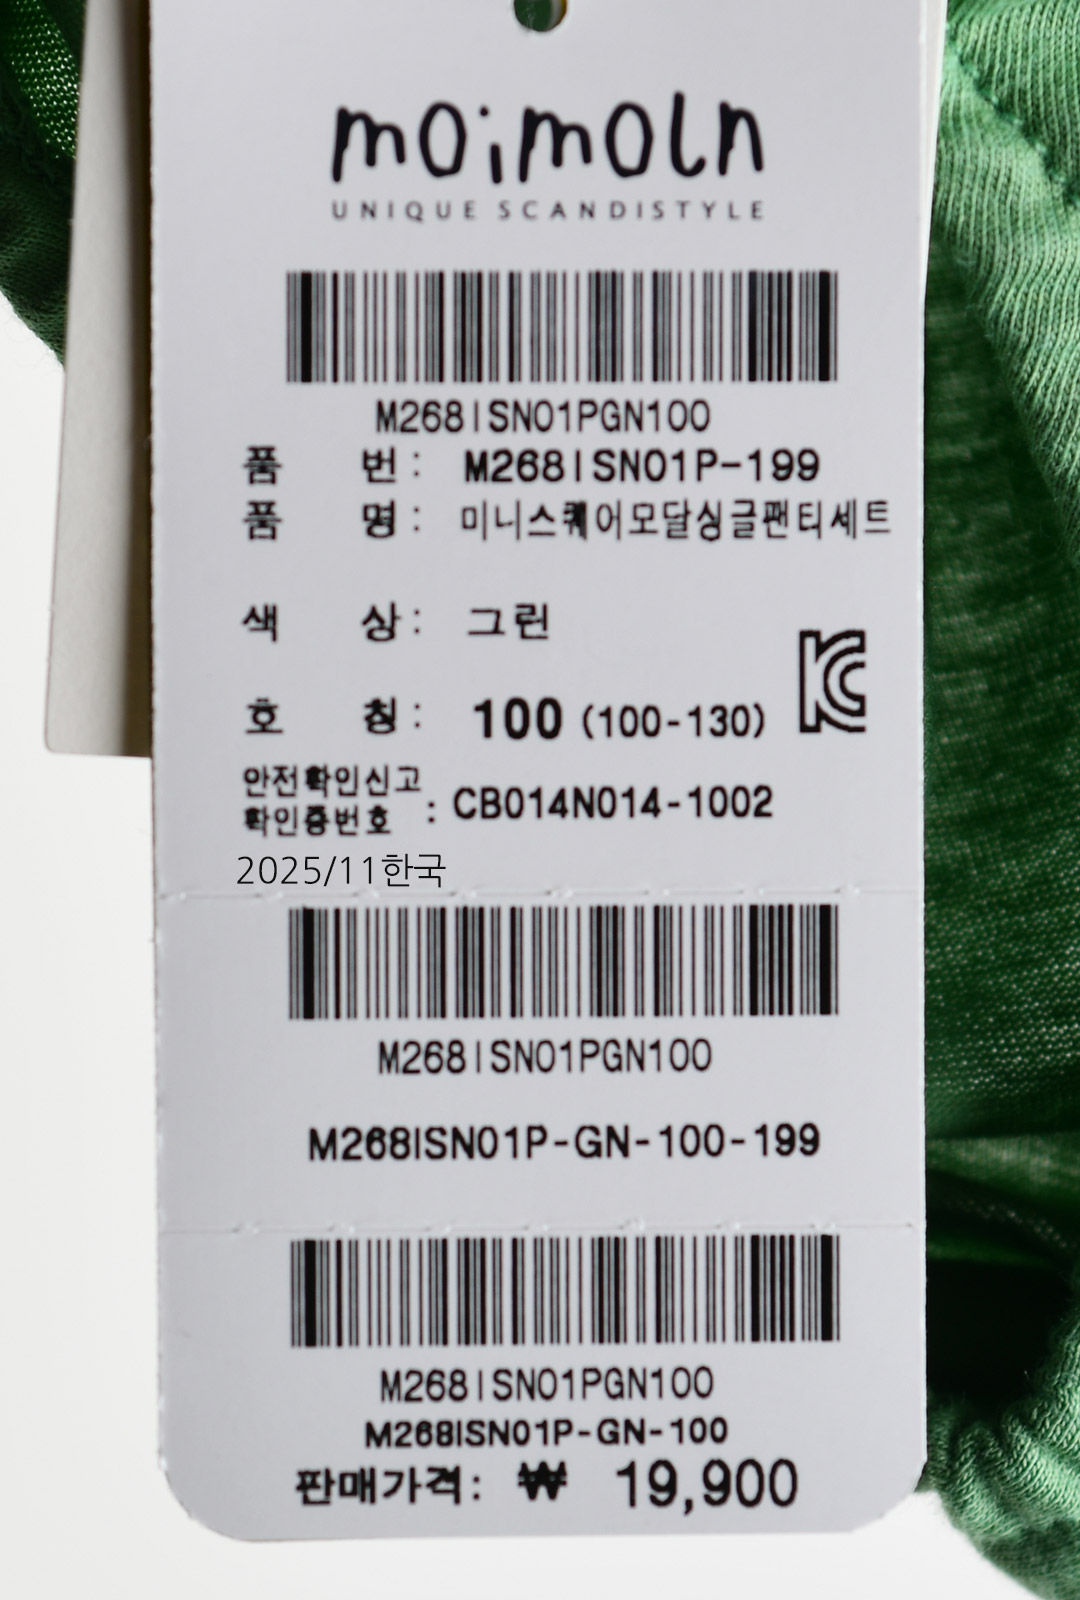 moimoln
UNIQUE SCANDISTYLE
M268ISN01PGN100
품 번 : M268ISN01P-199
품 명 : 미니스퀘어모달싱글팬티세트
색 상 : 그린
호 칭 : 100 (100-130)
안전확인신고
확인증번호 : CB014N014-1002
2025/11한국
M268ISN01PGN100
M268ISN01P-GN-100-199
M268ISN01PGN100
M268ISN01P-GN-100
판매가격: ₩ 19,900